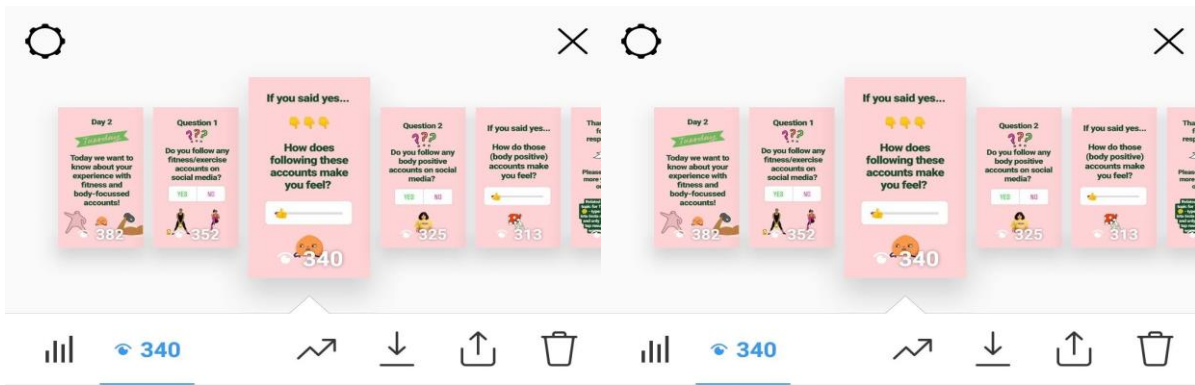 Day 2
Tuesday
Today we want to
know about your
experience with
fitness and
body-focussed
accounts!
382
Question 1
???
Do you follow any
fitness/exercise
accounts on
social media?
YES NO
352
If you said yes...
How does
following these
accounts make
you feel?
340
Question 2
???
Do you follow any
body positive
accounts on social
media?
YES NO
325
If you said yes...
How do those
(body positive)
accounts make
you feel?
313
340
Day 2
Tuesday
Today we want to
know about your
experience with
fitness and
body-focussed
accounts!
382
Question 1
???
Do you follow any
fitness/exercise
accounts on
social media?
YES NO
352
If you said yes...
How does
following these
accounts make
you feel?
340
Question 2
???
Do you follow any
body positive
accounts on social
media?
YES NO
325
If you said yes...
How do those
(body positive)
accounts make
you feel?
313
340